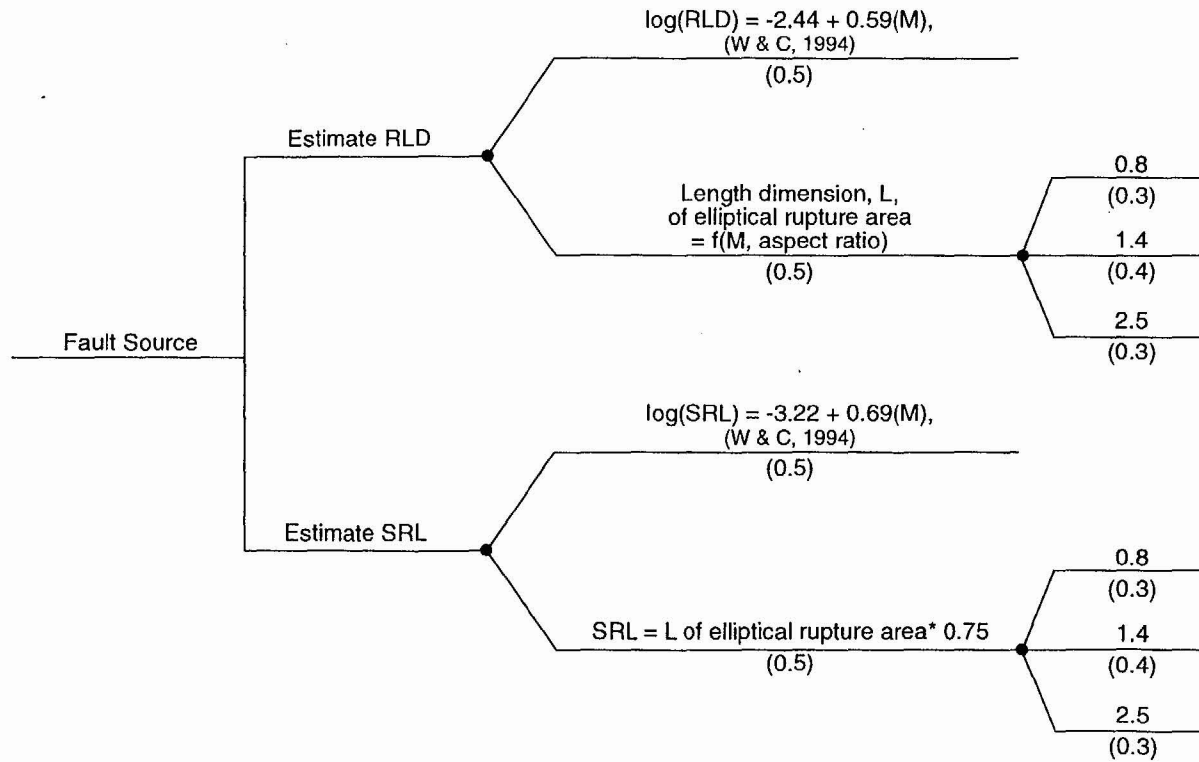 log(RLD) = -2.44 + 0.59(M),
(W & C, 1994)
(0.5)
Estimate RLD
Length dimension, L,
of elliptical rupture area
= f(M, aspect ratio)
(0.5)
0.8
(0.3)
1.4
(0.4)
2.5
(0.3)
Fault Source
log(SRL) = -3.22 + 0.69(M),
(W & C, 1994)
(0.5)
Estimate SRL
SRL = L of elliptical rupture area* 0.75
(0.5)
0.8
(0.3)
1.4
(0.4)
2.5
(0.3)